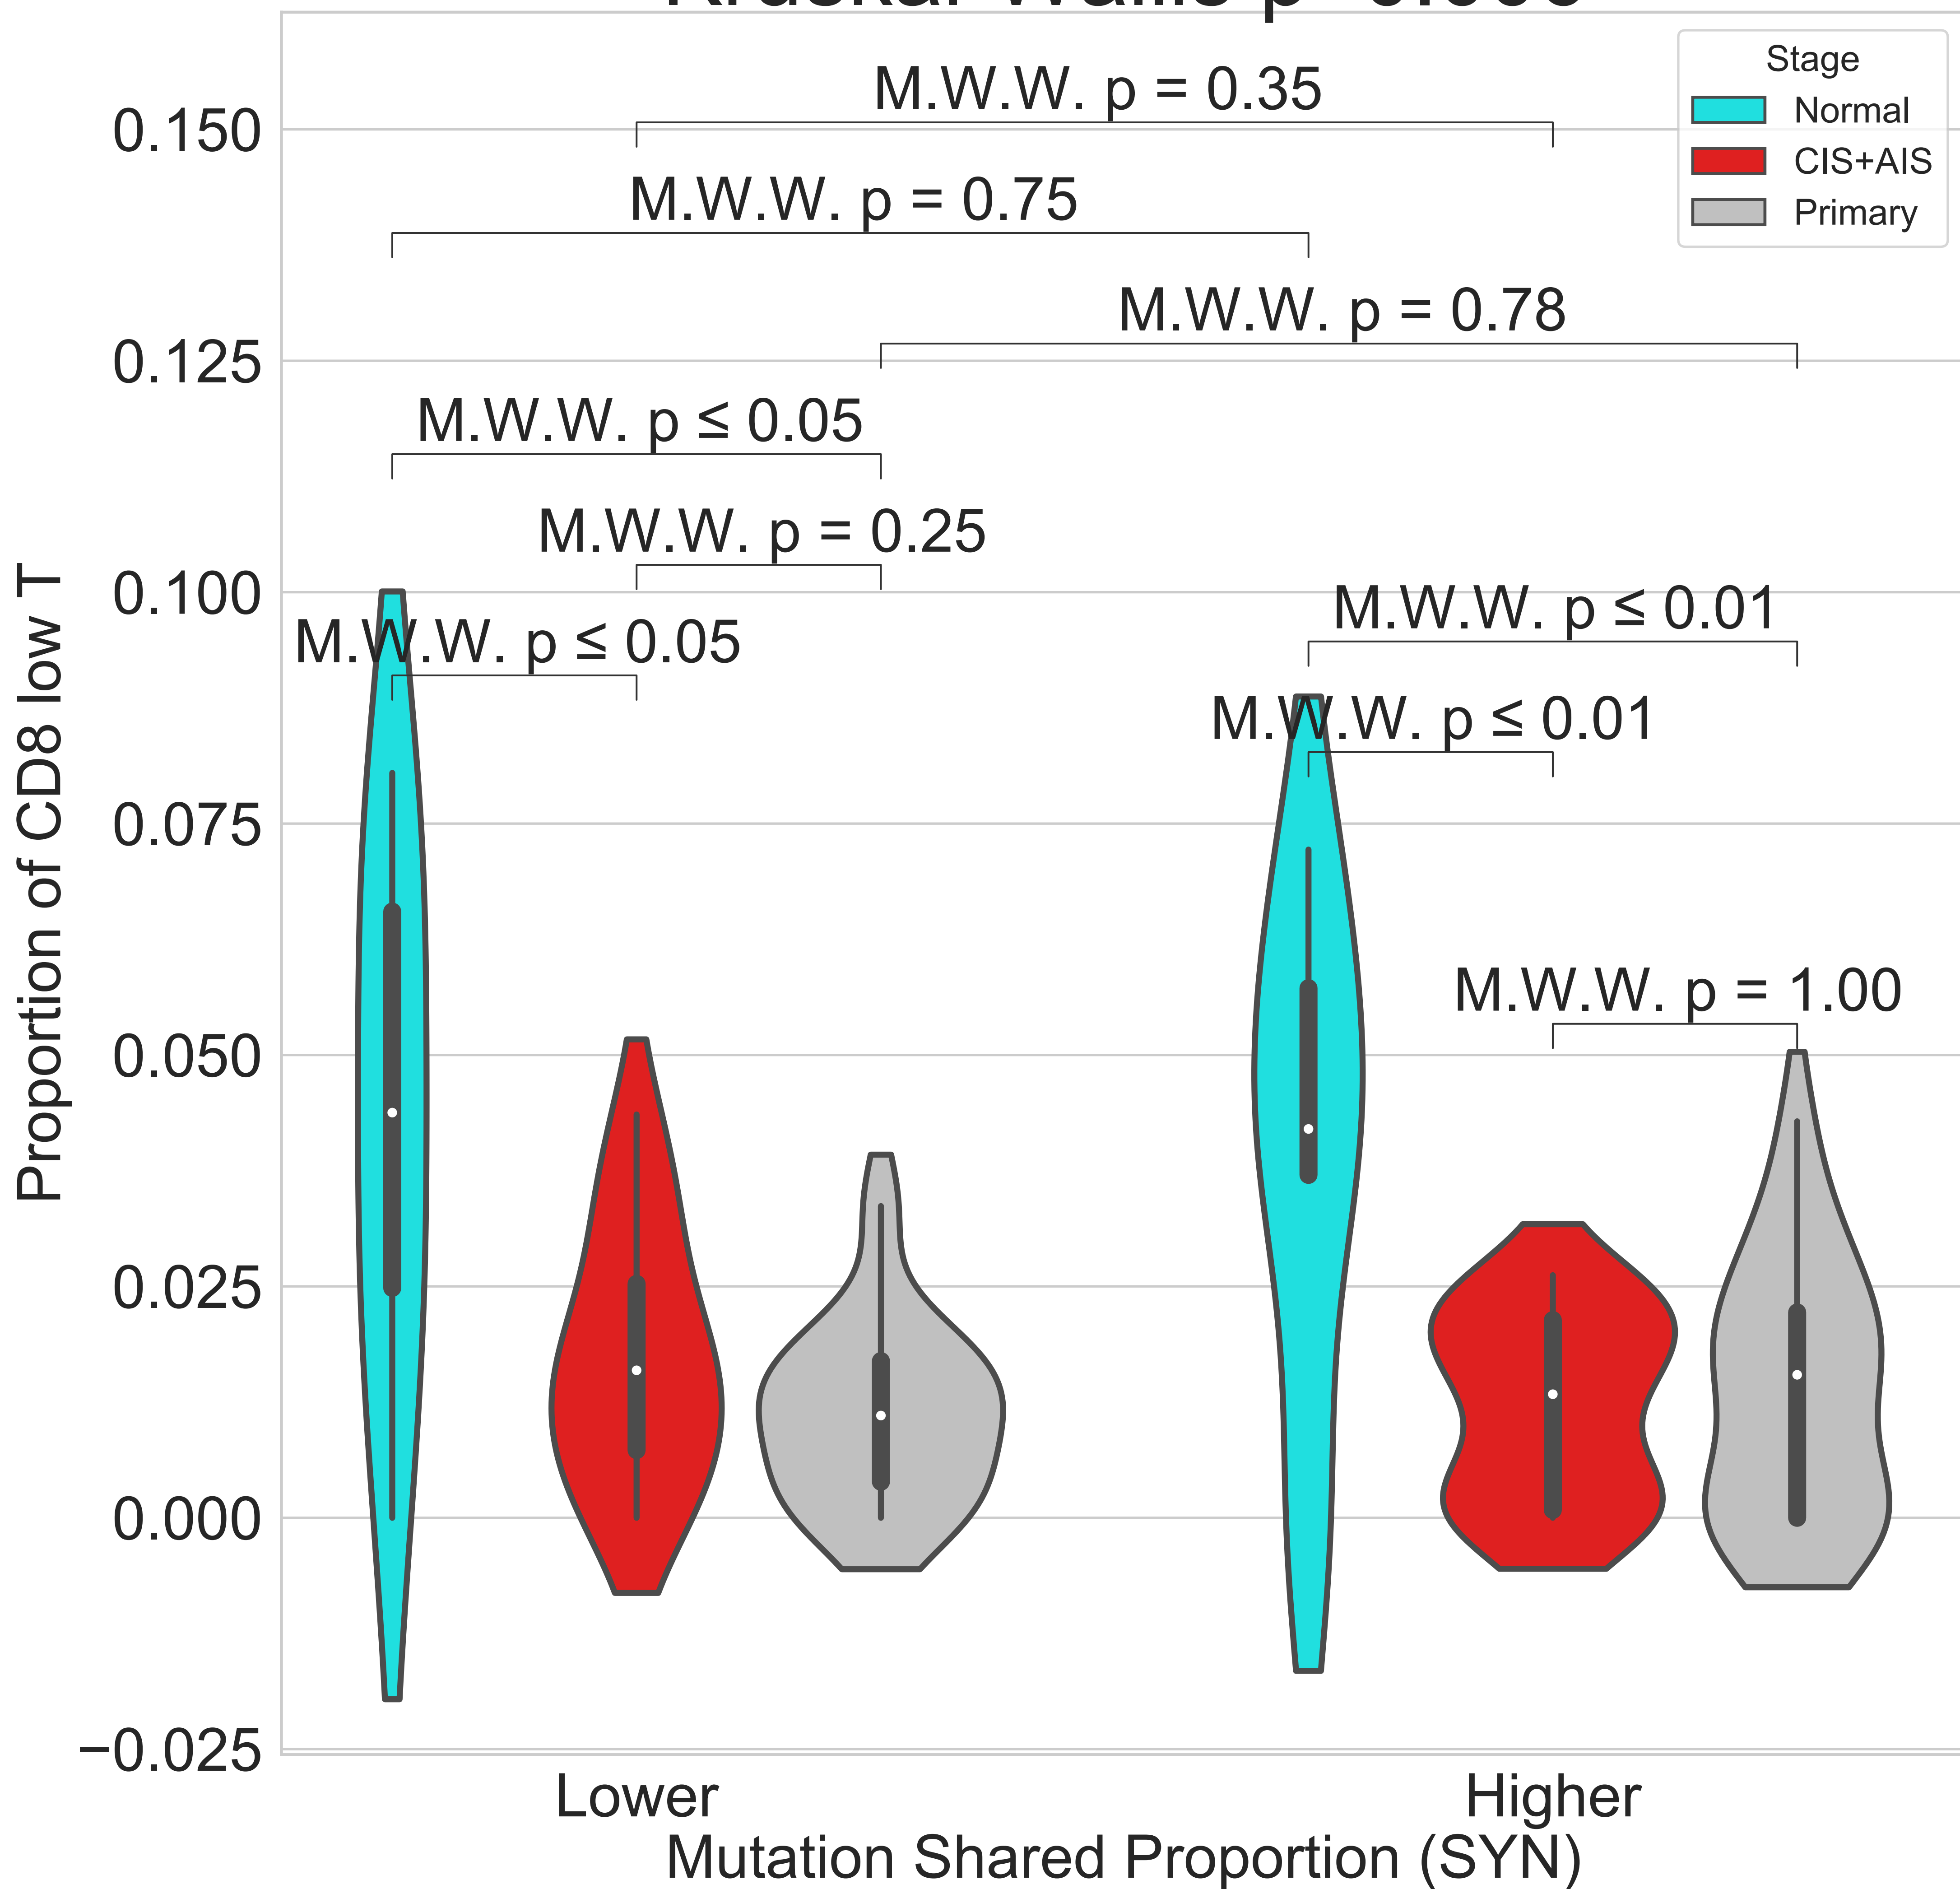 Stage
Normal
CIS+AIS
Primary
M.W.W. p = 0.35
M.W.W. p = 0.75
M.W.W. p = 0.78
M.W.W. p ≤ 0.05
M.W.W. p = 0.25
M.W.W. p ≤ 0.05
M.W.W. p ≤ 0.01
M.W.W. p ≤ 0.01
M.W.W. p = 1.00
0.150
0.125
0.100
0.075
0.050
0.025
0.000
−0.025
Proportion of CD8 low T
Lower
Higher
Mutation Shared Proportion (SYN)